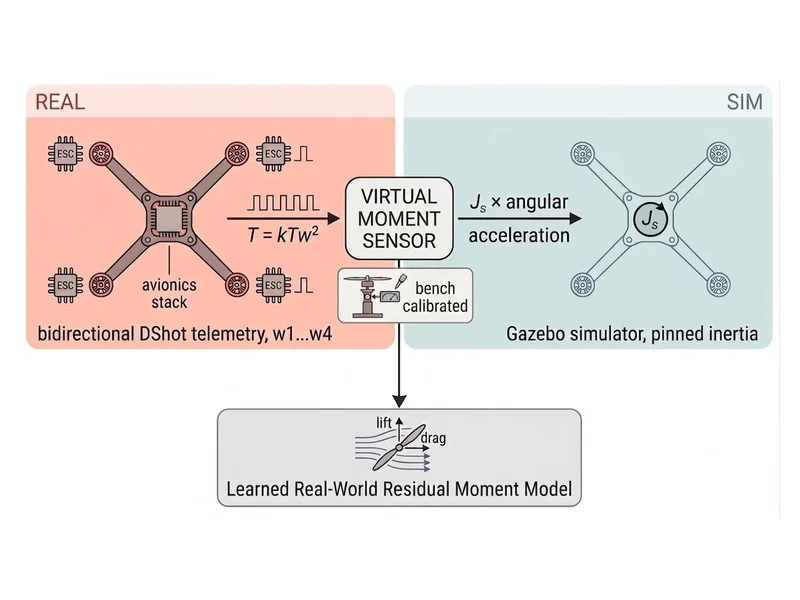 REAL
SIM
ESC
ESC
VIRTUAL
MOMENT
SENSOR
T = kTw²
Jₛ × angular
acceleration
Jₛ
ESC
ESC
avionics
stack
bench
calibrated
bidirectional DShot telemetry, w1...w4
Gazebo simulator, pinned inertia
lift
drag
Learned Real-World Residual Moment Model